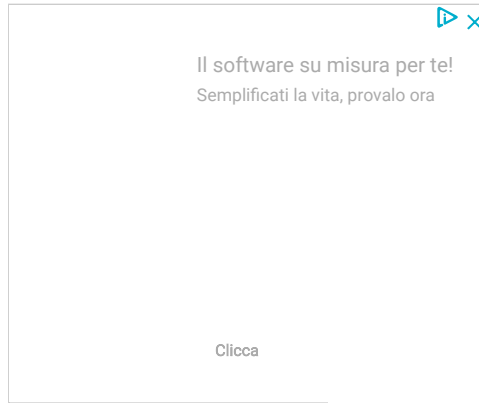 Il software su misura per te!
Semplificati la vita, provalo ora
Clicca